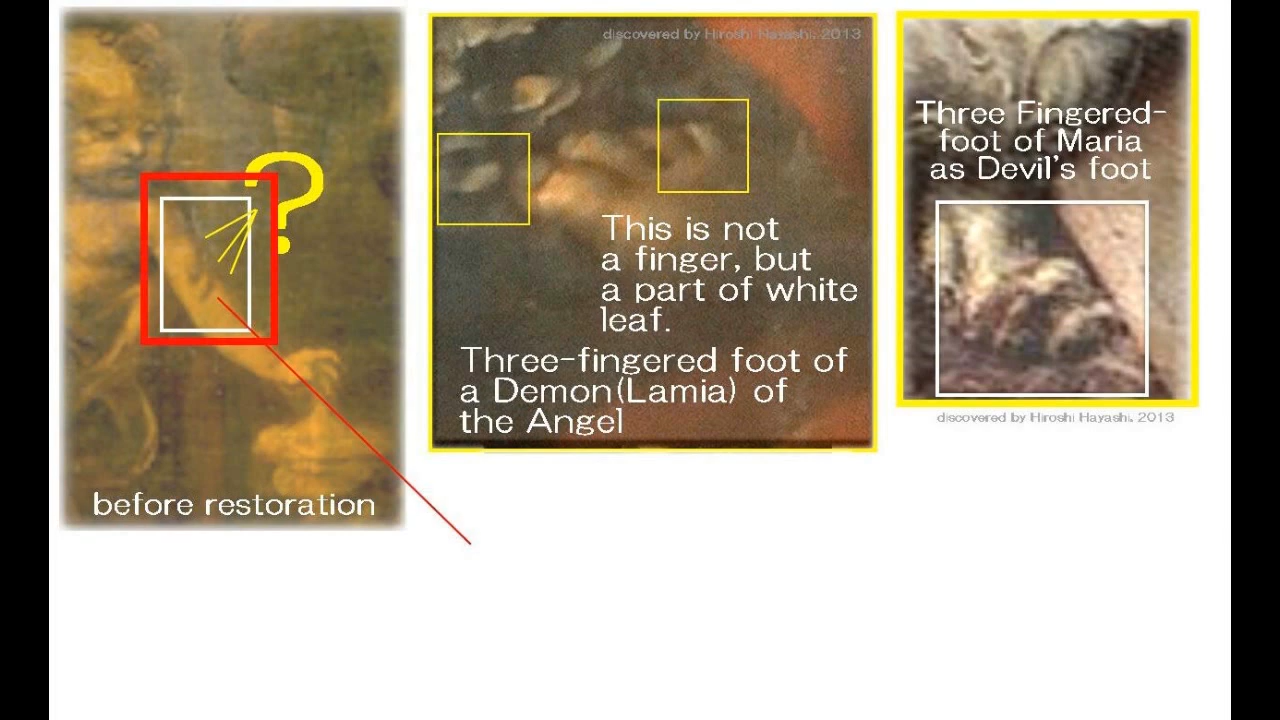 ?
before restoration
discovered by Hiroshi Hayashi, 2013
This is not
a finger, but
a part of white
leaf.
Three-fingered foot of
a Demon(Lamia) of
the Angel
Three Fingered-
foot of Maria
as Devil's foot
discovered by Hiroshi Hayashi, 2013